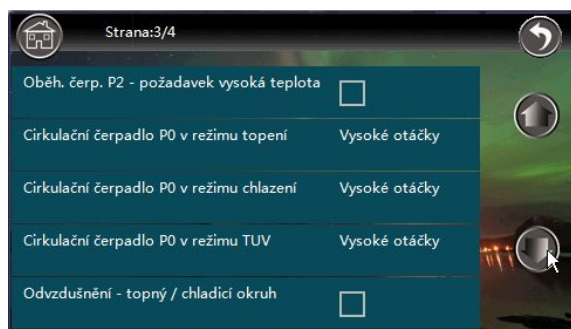 Strana:3/4
Oběh. čerp. P2 - požadavek vysoká teplota
Cirkulační čerpadlo P0 v režimu topení Vysoké otáčky
Cirkulační čerpadlo P0 v režimu chlazení Vysoké otáčky
Cirkulační čerpadlo P0 v režimu TUV Vysoké otáčky
Odvzdušnění - topný / chladicí okruh